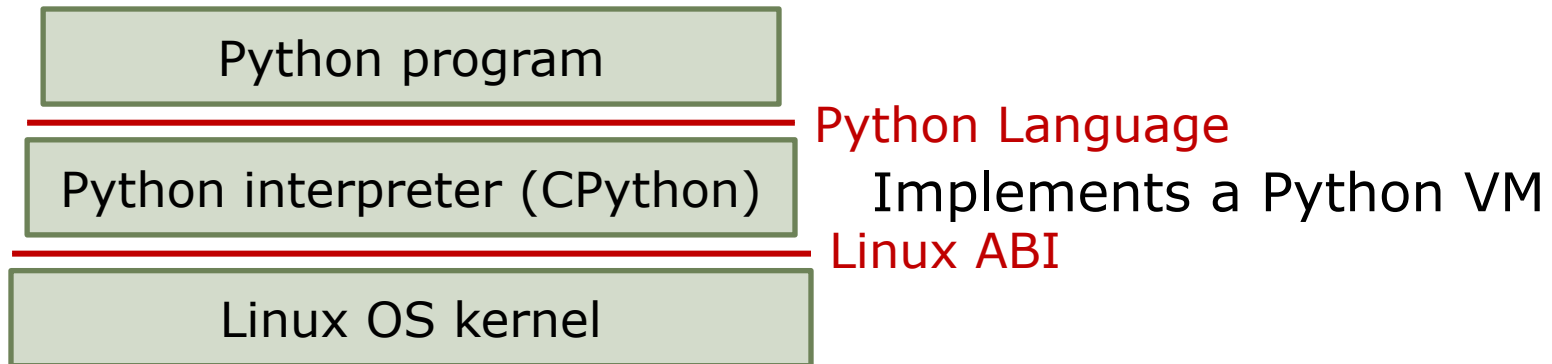 Python program
Python Language
Python interpreter (CPython)
Implements a Python VM
Linux ABI
Linux OS kernel